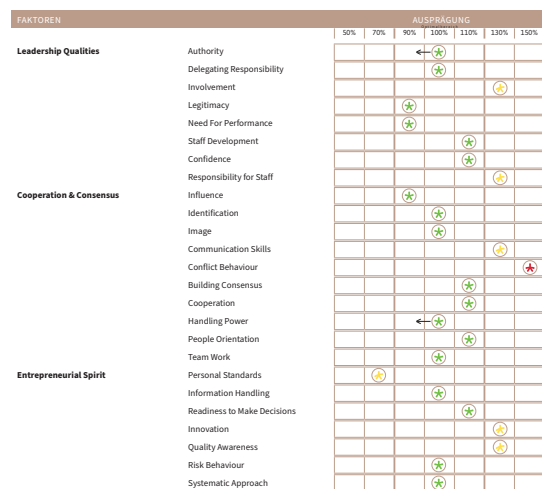 FAKTOREN AUSPRÄGUNG
50% 70% 90% 100% 110% 130% 150%
Leadership Qualities Authority
Delegating Responsibility
Involvement
Legitimacy
Need For Performance
Staff Development
Confidence
Responsibility for Staff
Cooperation & Consensus Influence
Identification
Image
Communication Skills
Conflict Behaviour
Building Consensus
Cooperation
Handling Power
People Orientation
Team Work
Entrepreneurial Spirit Personal Standards
Information Handling
Readiness to Make Decisions
Innovation
Quality Awareness
Risk Behaviour
Systematic Approach